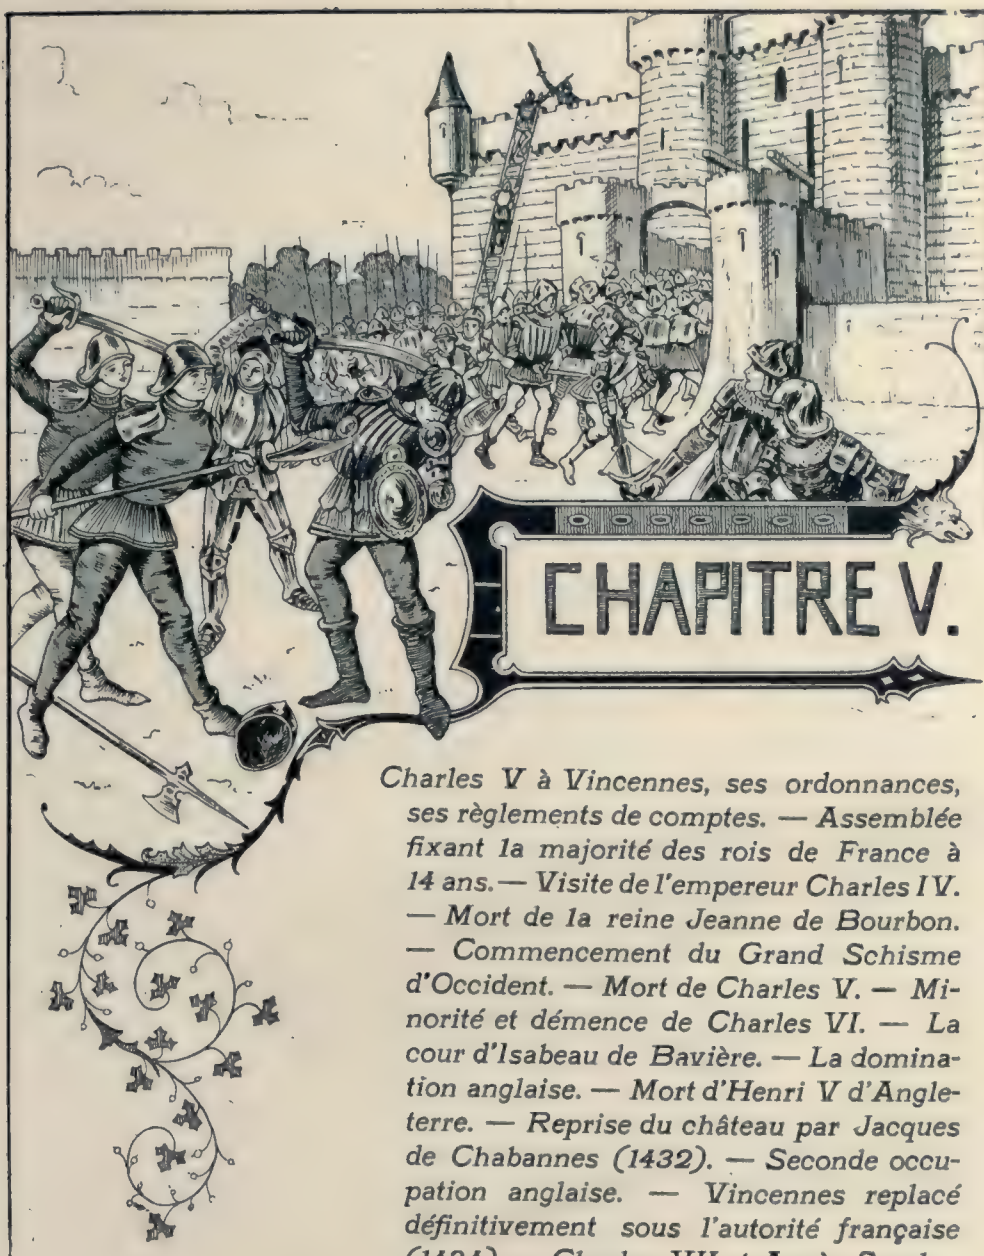 CHAPITRE V.
Charles V à Vincennes, ses ordonnances,
ses règlements de comptes. — Assemblée
fixant la majorité des rois de France à
14 ans. — Visite de l'empereur Charles IV.
— Mort de la reine Jeanne de Bourbon.
— Commencement du Grand Schisme
d'Occident. — Mort de Charles V. — Mi-
norité et démence de Charles VI. — La
cour d'Isabeau de Bavière. — La domina-
tion anglaise. — Mort d'Henri V d'Angle-
terre. — Reprise du château par Jacques
de Chabannes (1432). — Seconde occu-
pation anglaise. — Vincennes replacé
définitivement sous l'autorité française